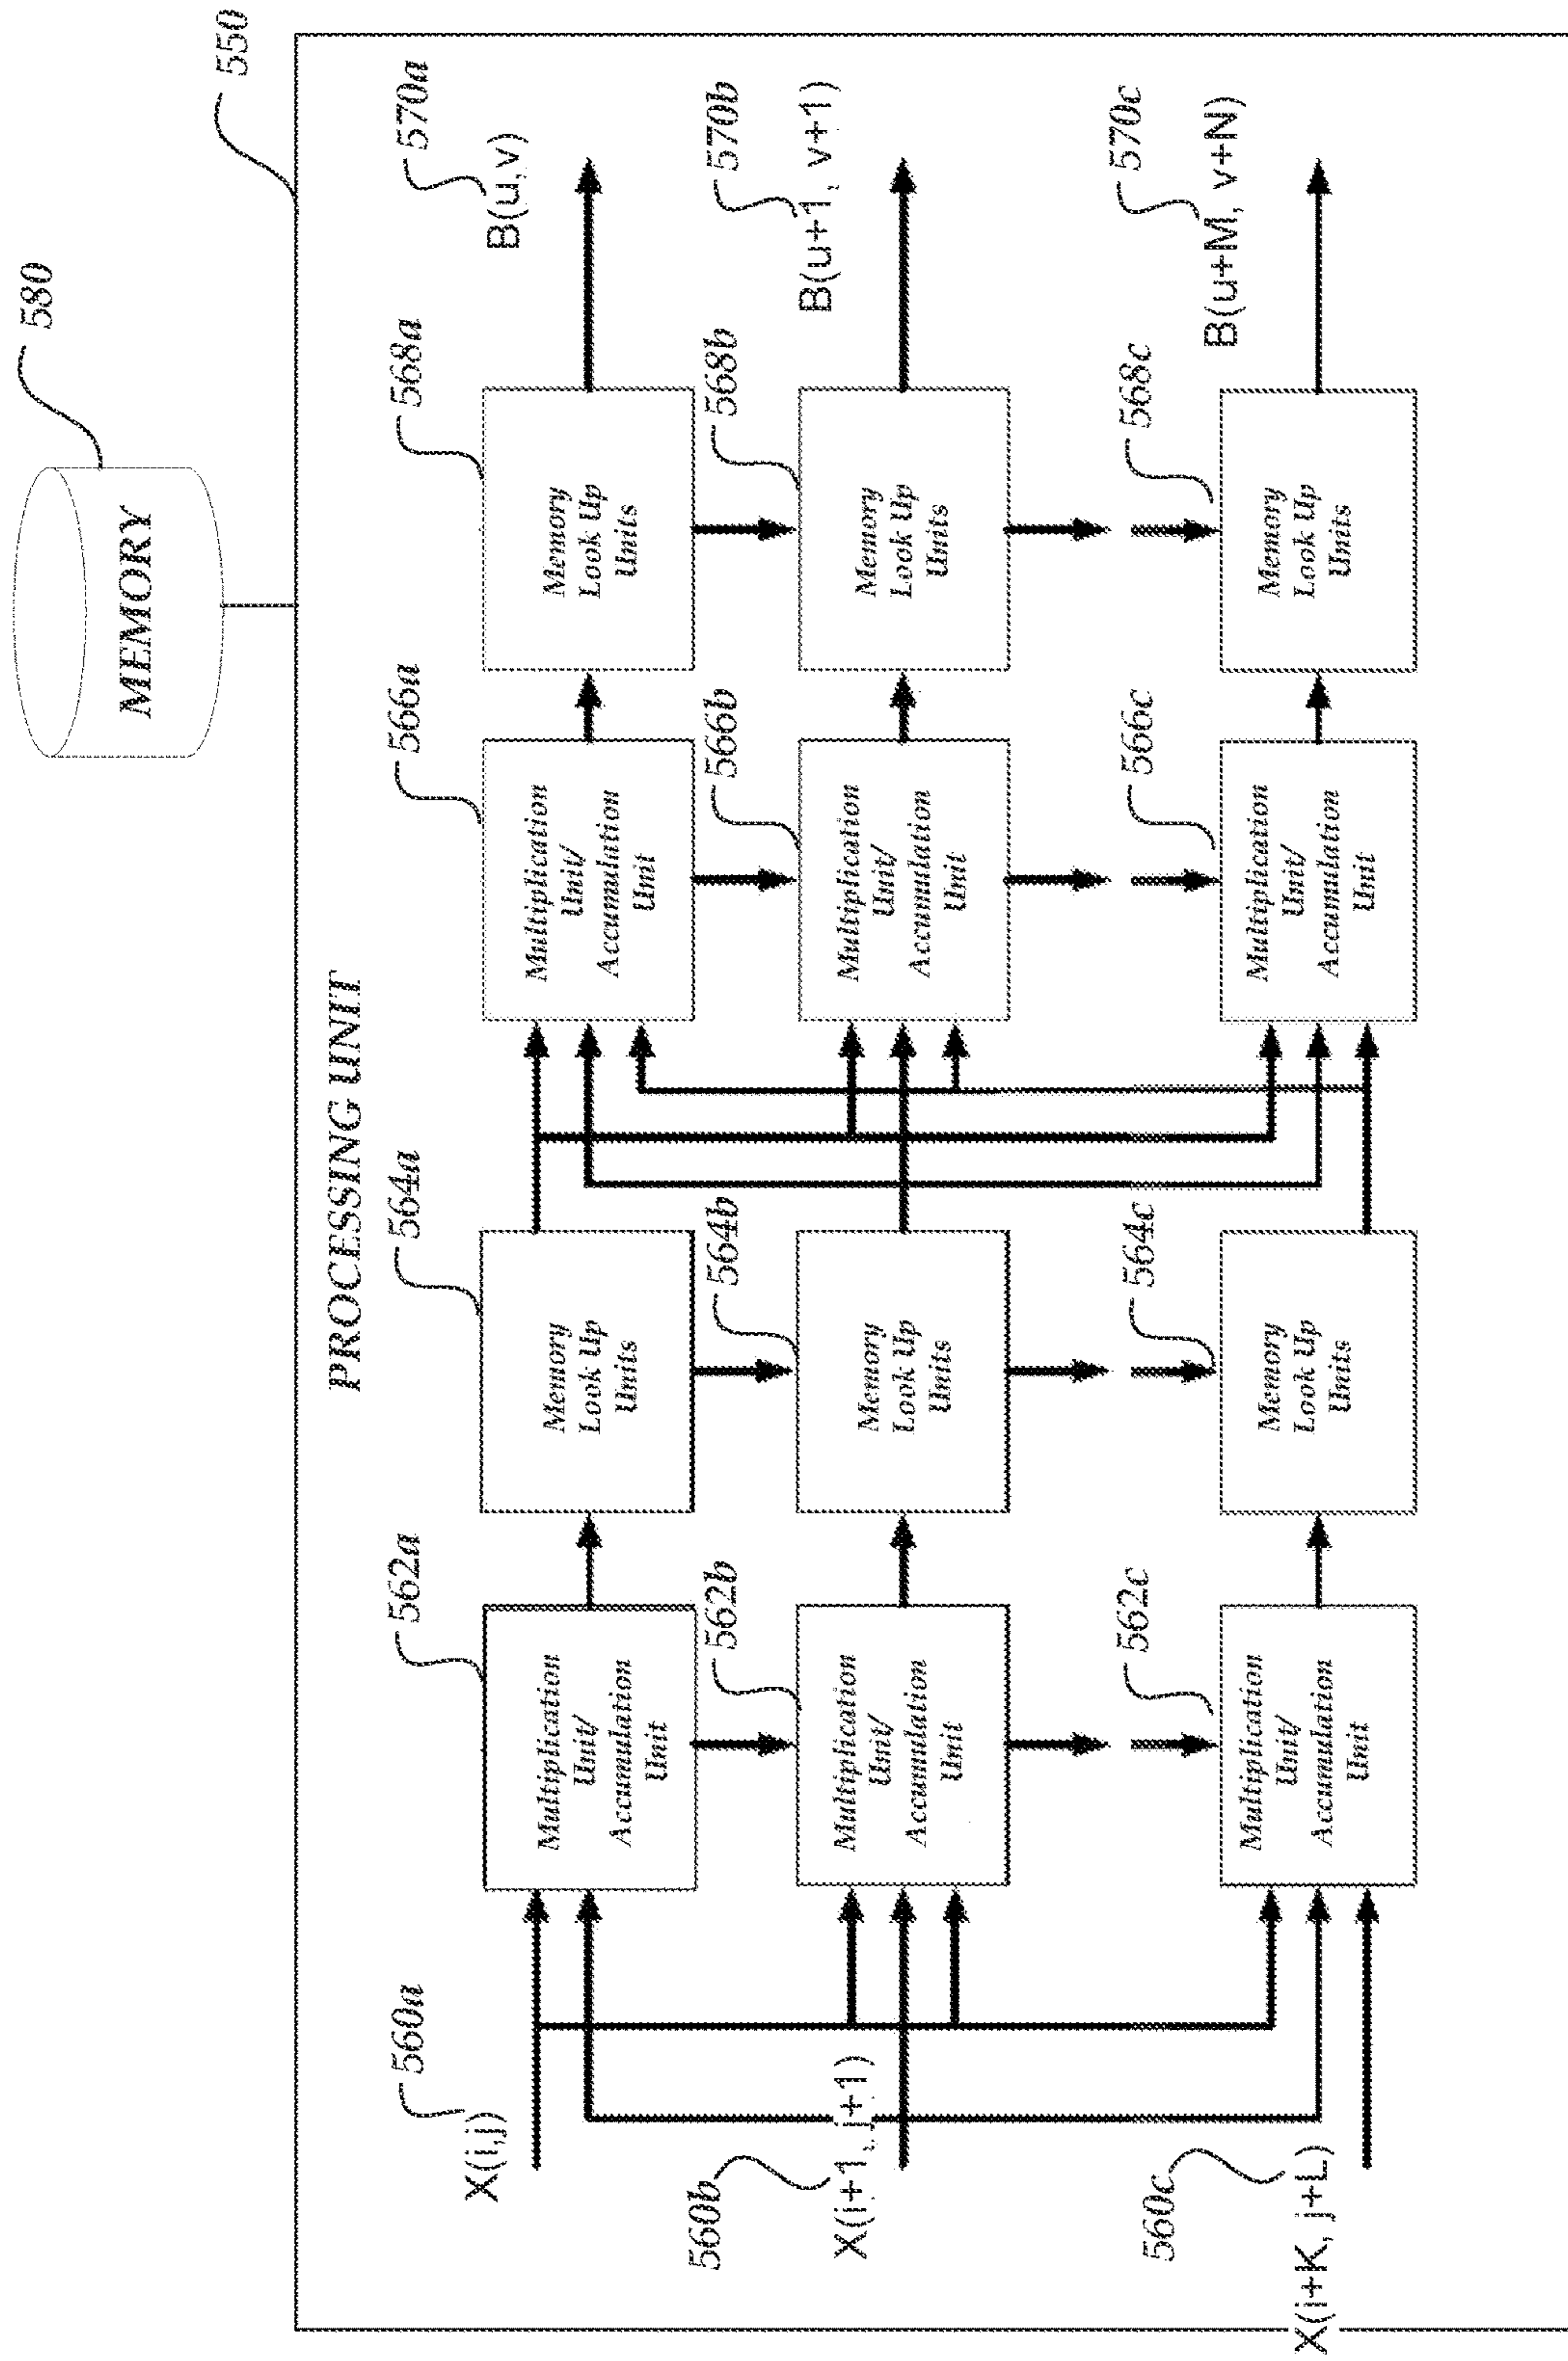 580
MEMORY
550
PROCESSING UNIT
560a
X(i,j)
562a
Multiplication
Unit/
Accumulation
Unit
564a
Memory
Look Up
Units
566a
Multiplication
Unit/
Accumulation
Unit
568a
Memory
Look Up
Units
570a
B(u,v)
560b
X(i+1, j+1)
562b
Multiplication
Unit/
Accumulation
Unit
564b
Memory
Look Up
Units
566b
Multiplication
Unit/
Accumulation
Unit
568b
Memory
Look Up
Units
570b
B(u+1, v+1)
560c
X(i+K, j+L)
562c
Multiplication
Unit/
Accumulation
Unit
564c
Memory
Look Up
Units
566c
Multiplication
Unit/
Accumulation
Unit
568c
Memory
Look Up
Units
570c
B(u+M, v+N)